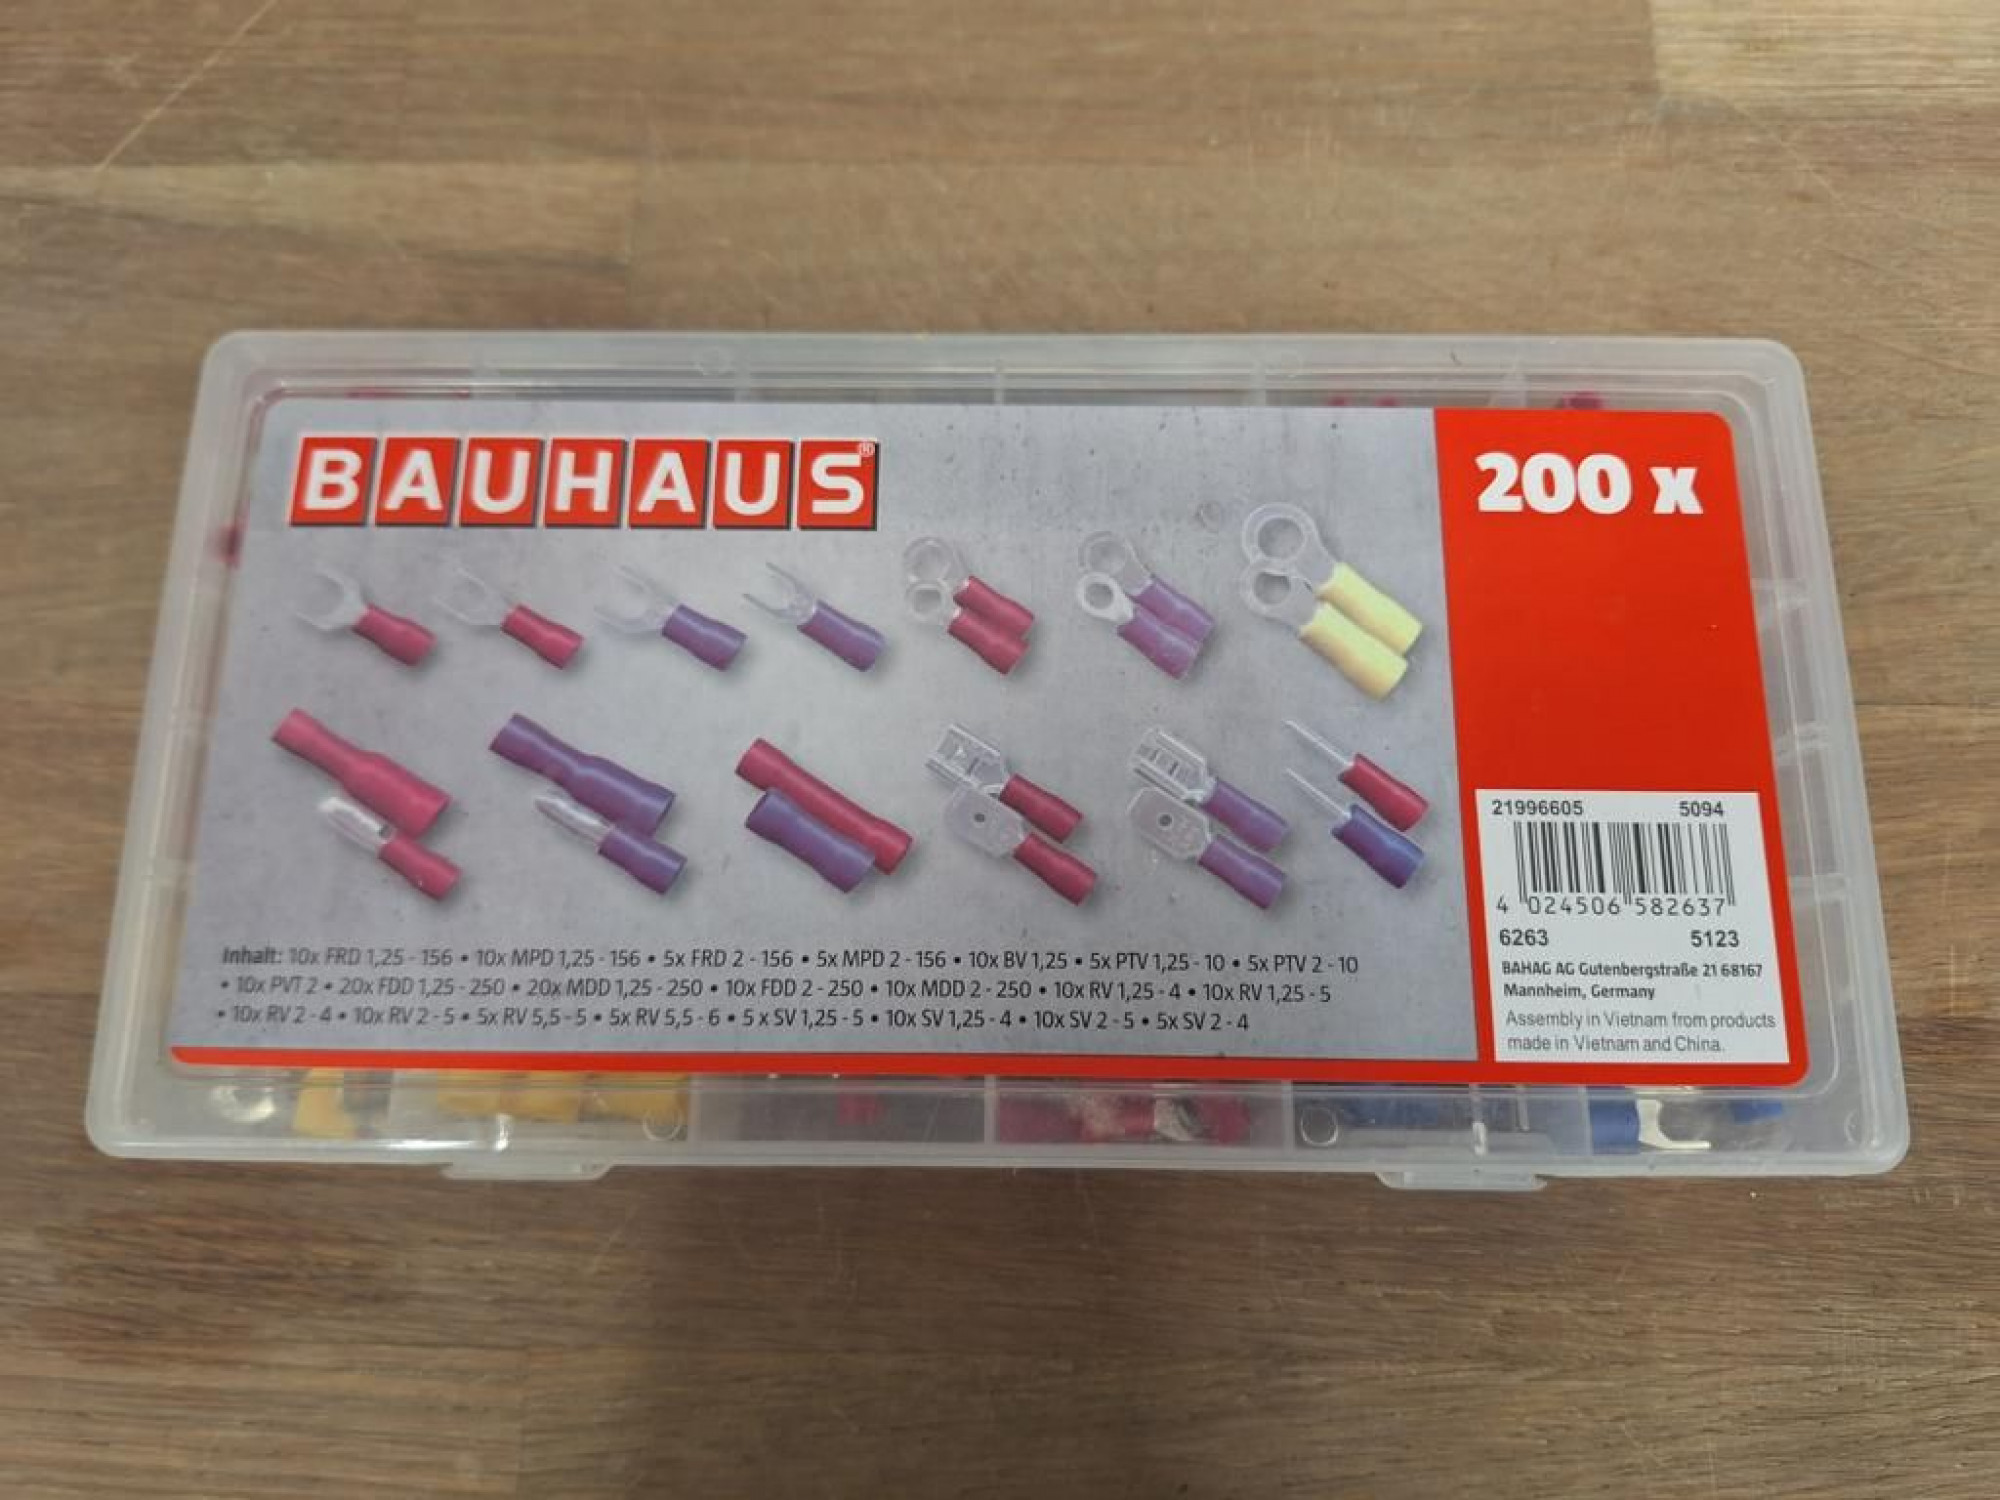 BAUHAUS®
200 x
Inhalt: 10x FRD 1,25 - 156 • 10x MPD 1,25 - 156 • 5x FRD 2 - 156 • 5x MPD 2 - 156 • 10x BV 1,25 • 5x PTV 1,25 - 10 • 5x PTV 2 - 10
• 10x PVT 2 • 20x FDD 1,25 - 250 • 20x MDD 1,25 - 250 • 10x FDD 2 - 250 • 10x MDD 2 - 250 • 10x RV 1,25 - 4 • 10x RV 1,25 - 5
• 10x RV 2 - 4 • 10x RV 2 - 5 • 5x RV 5,5 - 5 • 5x RV 5,5 - 6 • 5 x SV 1,25 - 5 • 10x SV 1,25 - 4 • 10x SV 2 - 5 • 5x SV 2 - 4
21996605 5094
4 024506 582637
6263 5123
BAHAG AG Gutenbergstraße 21 68167
Mannheim, Germany
Assembly in Vietnam from products
made in Vietnam and China.